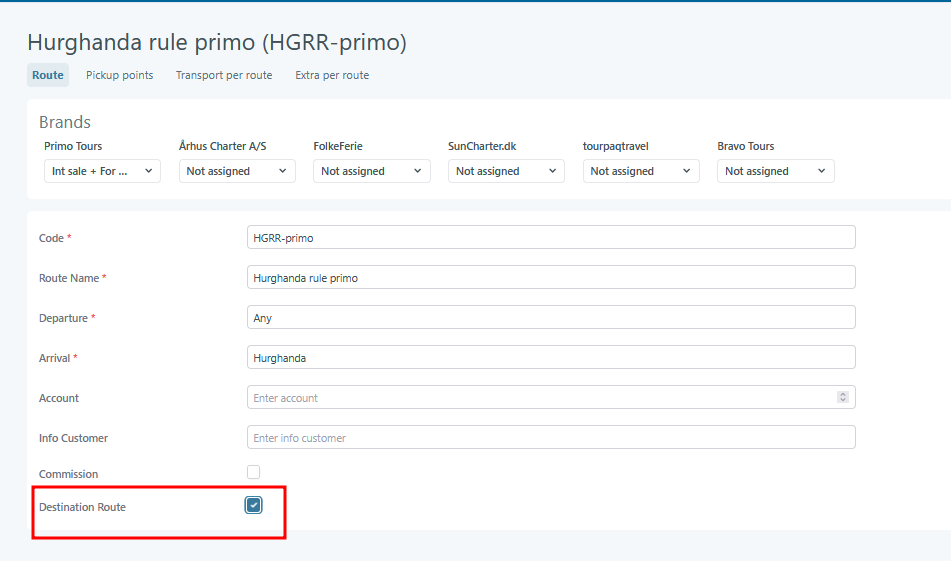 Hurghanda rule primo (HGRR-primo)
Route Pickup points Transport per route Extra per route
Brands
Primo Tours Århus Charter A/S FolkeFerie SunCharter.dk tourpaqtravel Bravo Tours
Int sale + For ... Not assigned Not assigned Not assigned Not assigned Not assigned
Code * HGRR-primo
Route Name * Hurghanda rule primo
Departure * Any
Arrival * Hurghanda
Account Enter account
Info Customer Enter info customer
Commission
Destination Route